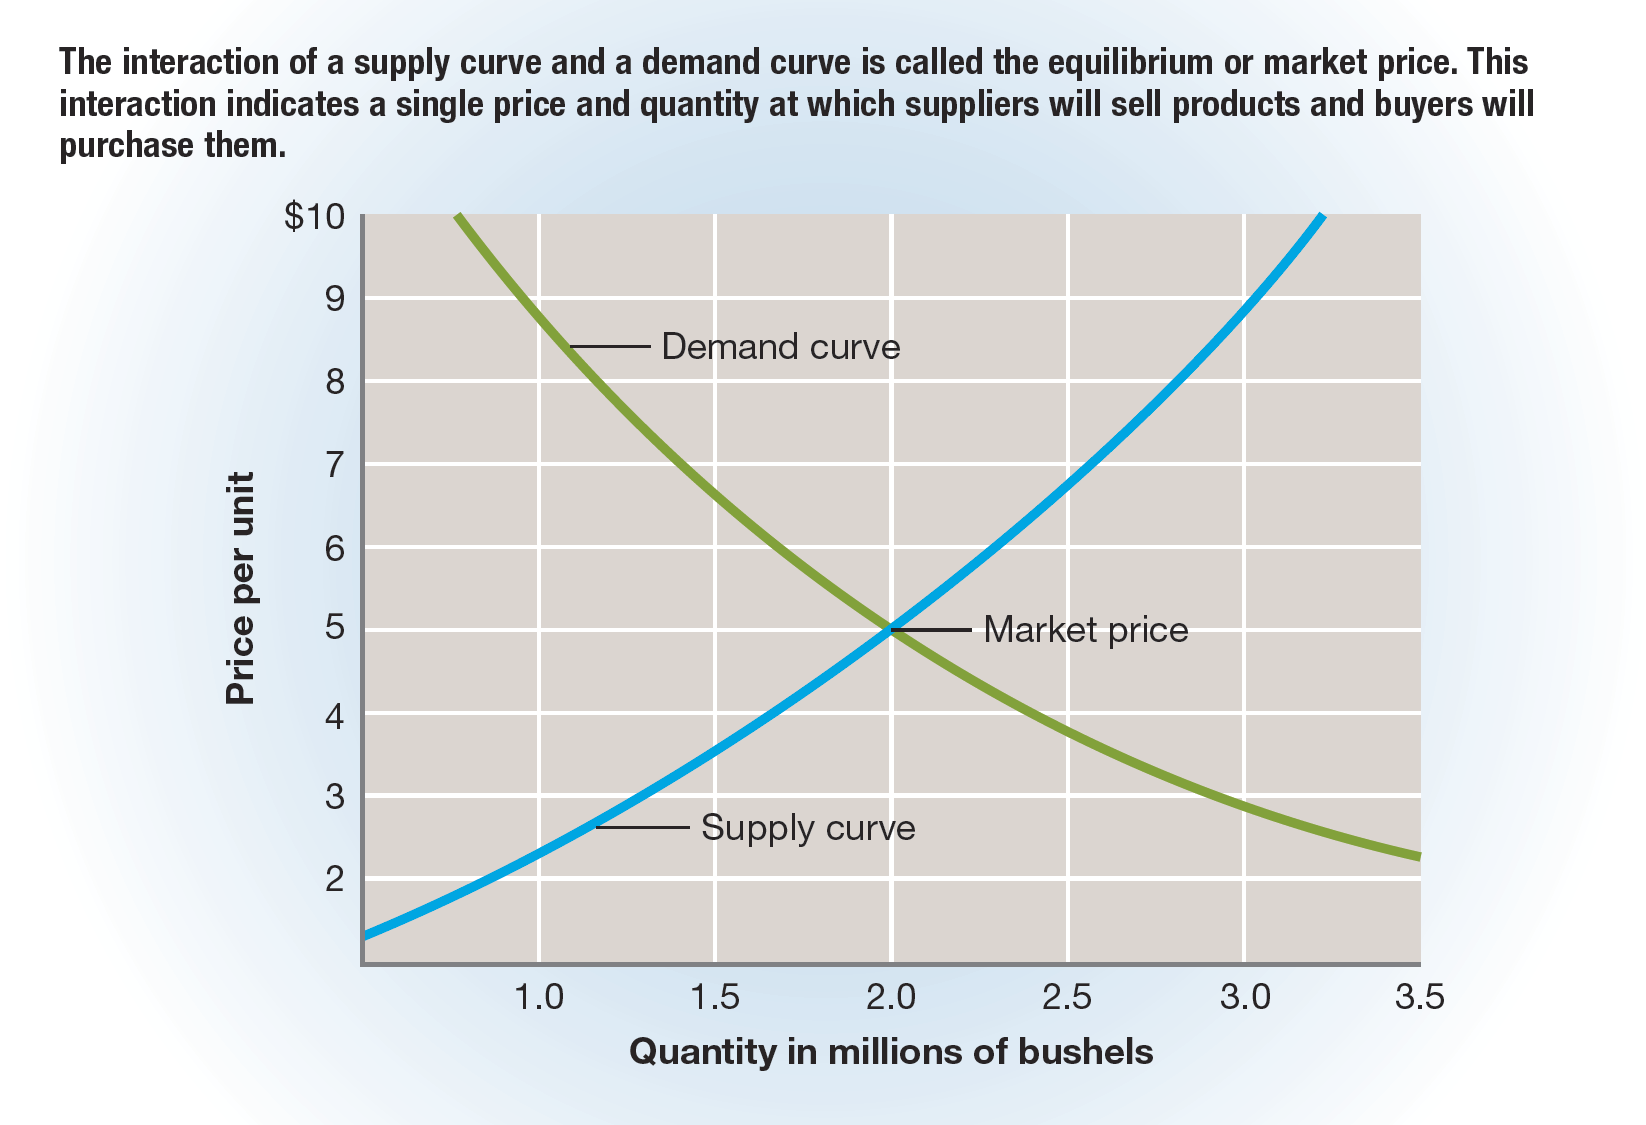 The interaction of a supply curve and a demand curve is called the equilibrium or market price. This
interaction indicates a single price and quantity at which suppliers will sell products and buyers will
purchase them.
$10
9
Demand curve
8
7
6
5
Market price
4
3
Supply curve
2
Price per unit
1.0 1.5 2.0 2.5 3.0 3.5
Quantity in millions of bushels